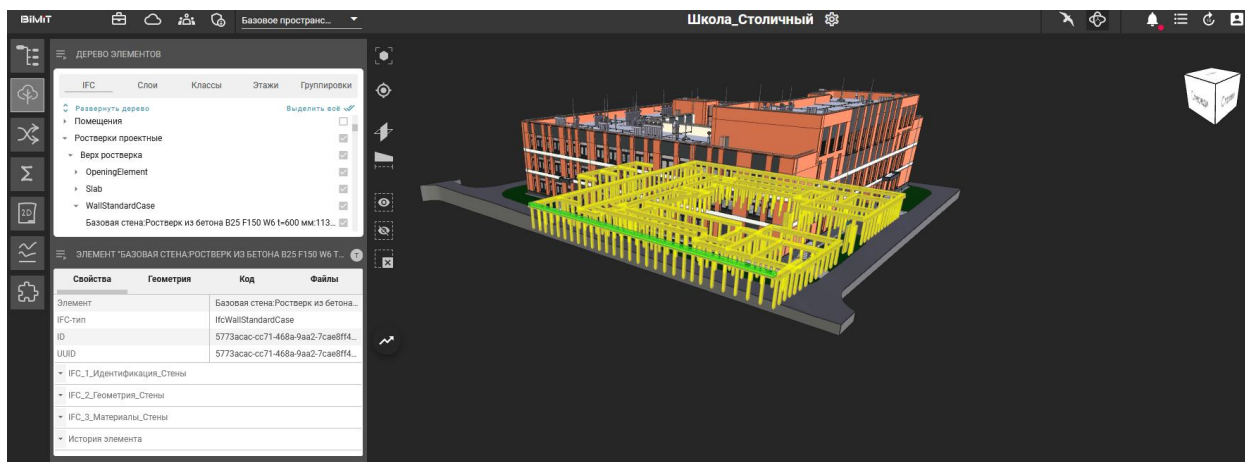 BiMiT
Базовое пространс...
Школа_Столичный
ДЕРЕВО ЭЛЕМЕНТОВ
IFC Слои Классы Этажи Группировки
Развернуть дерево Выделить всё
Помещения
Ростверки проектные
Верх ростверка
OpeningElement
Slab
WallStandardCase
Базовая стена:Ростверк из бетона B25 F150 W6 t=600 мм:113...
2D
ЭЛЕМЕНТ "БАЗОВАЯ СТЕНА:РОСТВЕРК ИЗ БЕТОНА B25 F150 W6 T... T
Свойства Геометрия Код Файлы
Элемент Базовая стена:Ростверк из бетона...
IFC-тип IfcWallStandardCase
ID 5773acac-cc71-468a-9aa2-7cae8ff4...
UUID 5773acac-cc71-468a-9aa2-7cae8ff4...
IFC_1_Идентификация_Стены
IFC_2_Геометрия_Стены
IFC_3_Материалы_Стены
История элемента